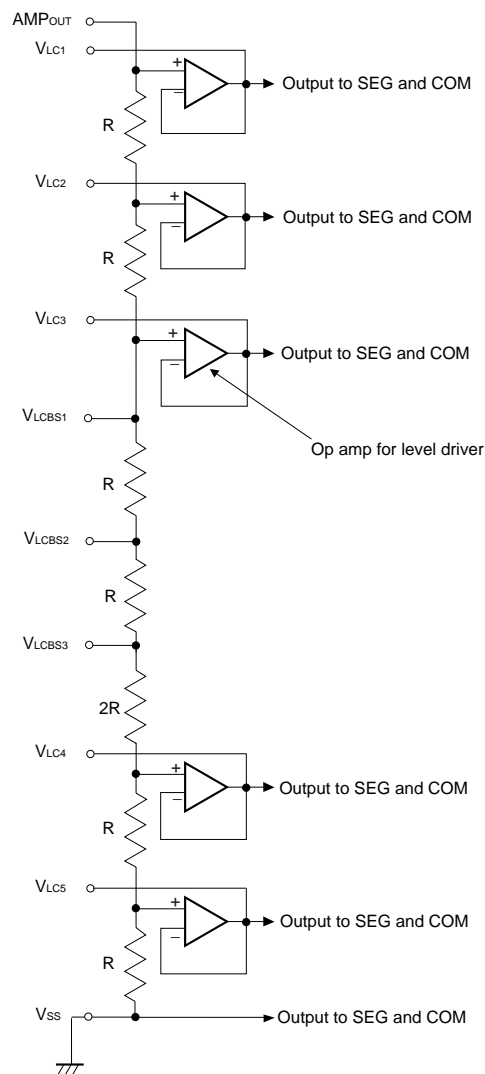 AMPOUT
VLC1
+
−
Output to SEG and COM
R
VLC2
+
−
Output to SEG and COM
R
VLC3
+
−
Output to SEG and COM
VLCBS1
Op amp for level driver
R
VLCBS2
R
VLCBS3
2R
VLC4
+
−
Output to SEG and COM
R
VLC5
+
−
Output to SEG and COM
R
VSS
Output to SEG and COM